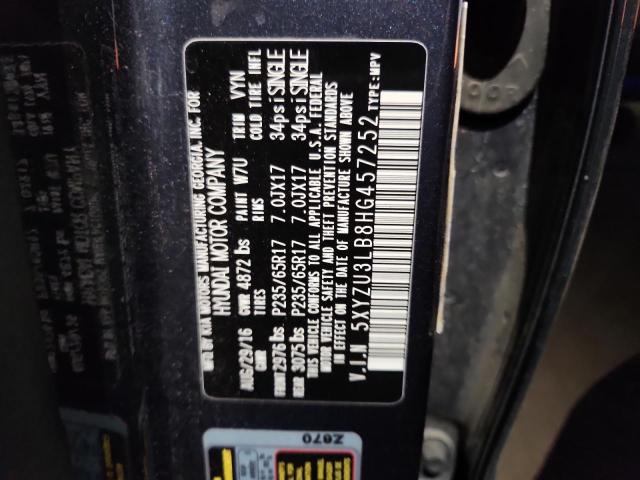 MFD BY KIA MOTORS MANUFACTURING GEORGIA, INC. FOR
HYUNDAI MOTOR COMPANY
AUG/29/16 GVWR 4872 lbs PAINT W7U TRIM VYN
GAWR TIRES RIMS COLD TIRE INFL
FRONT 2976 lbs P235/65R17 7.0JX17 34psi SINGLE
REAR 3075 lbs P235/65R17 7.0JX17 34psi SINGLE
THIS VEHICLE CONFORMS TO ALL APPLICABLE U.S.A. FEDERAL
MOTOR VEHICLE SAFETY AND THEFT PREVENTION STANDARDS
IN EFFECT ON THE DATE OF MANUFACTURE SHOWN ABOVE
V.I.N 5XYZU3LB8HG457252 TYPE:MPV
Z670